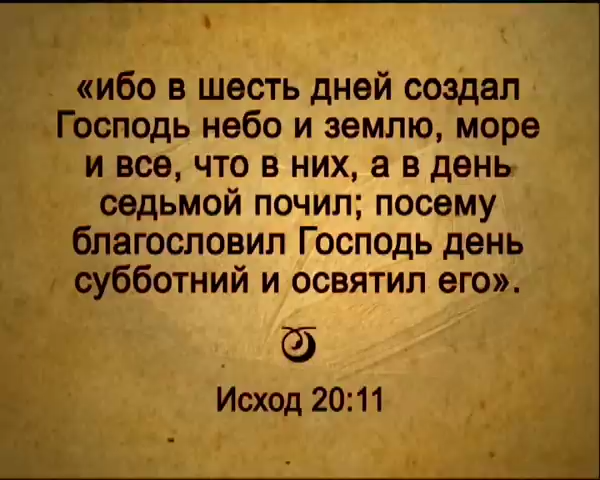 «ибо в шесть дней создал
Господь небо и землю, море
и все, что в них, а в день
седьмой почил; посему
благословил Господь день
субботний и освятил его».
Исход 20:11